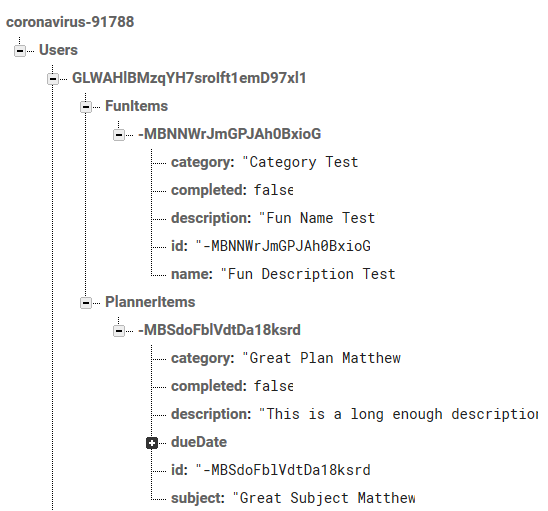 coronavirus-91788
Users
GLWAHlBMzqYH7srolft1emD97xl1
FunItems
-MBNNWrJmGPJAh0BxioG
category: "Category Test
completed: false
description: "Fun Name Test
id: "-MBNNWrJmGPJAh0BxioG
name: "Fun Description Test
PlannerItems
-MBSdoFblVdtDa18ksrd
category: "Great Plan Matthew
completed: false
description: "This is a long enough description
dueDate
id: "-MBSdoFblVdtDa18ksrd
subject: "Great Subject Matthew